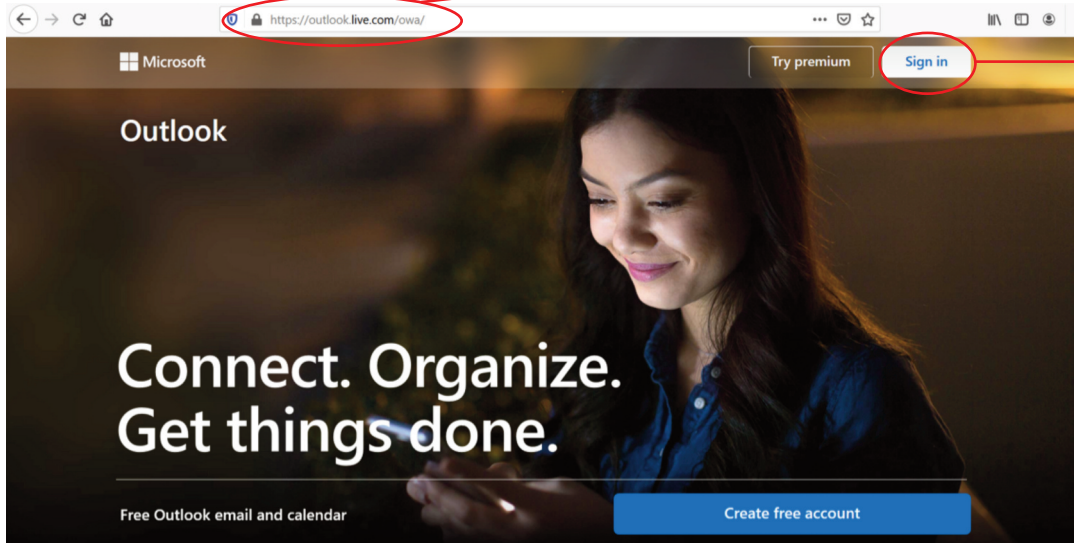 https://outlook.live.com/owa/
Microsoft
Try premium
Sign in
Outlook
Connect. Organize.
Get things done.
Free Outlook email and calendar
Create free account